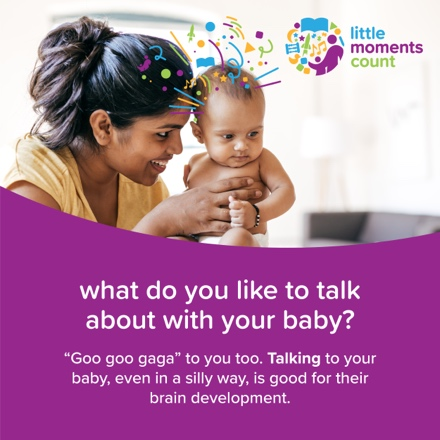 little
moments
count
what do you like to talk
about with your baby?
“Goo goo gaga” to you too. Talking to your
baby, even in a silly way, is good for their
brain development.